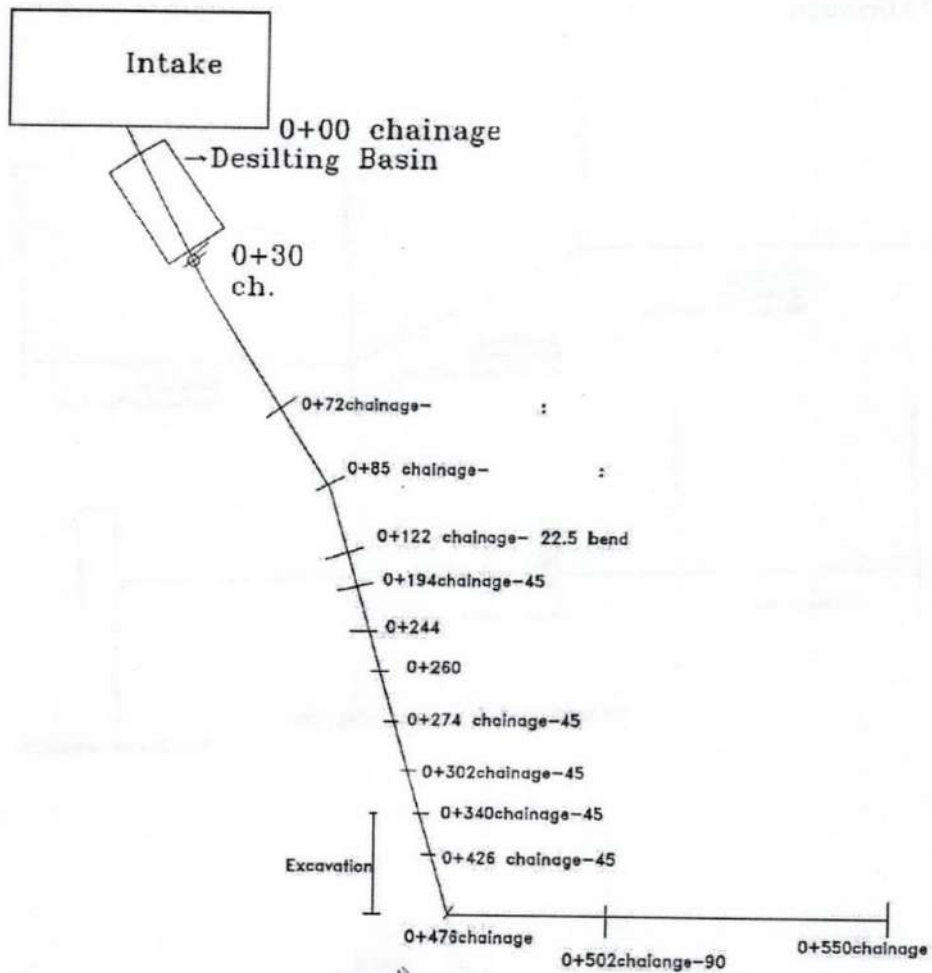 Intake
0+00 chainage
Desilting Basin
0+30
ch.
0+72chainage-
:
0+85 chainage-
:
0+122 chainage- 22.5 bend
0+194chainage-45
0+244
0+260
0+274 chainage-45
0+302chainage-45
0+340chainage-45
Excavation
0+426 chainage-45
0+476chainage
0+502chaiange-90
0+550chainage